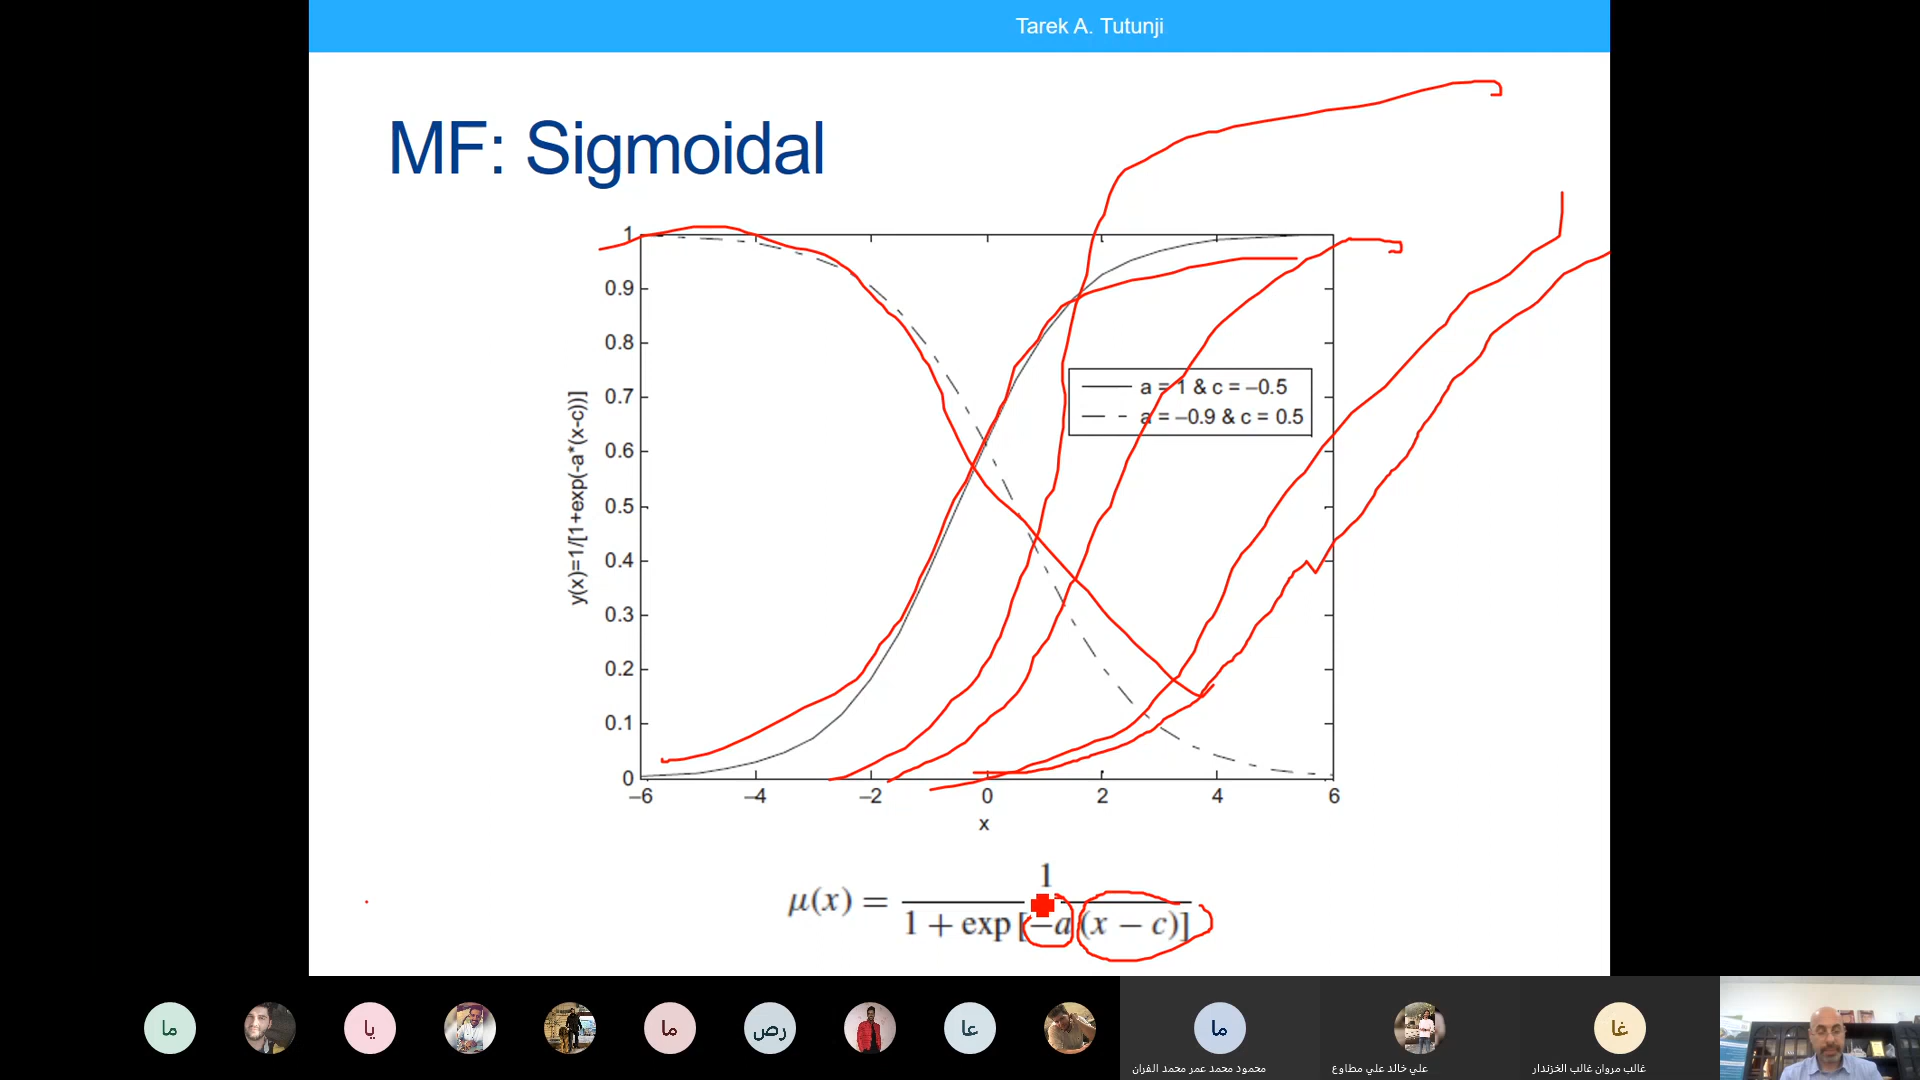 Tarek A. Tutunji
MF: Sigmoidal
1
0.9
0.8
0.7
0.6
0.5
0.4
0.3
0.2
0.1
0
y(x)=1/[1+exp(-a*(x-c))]
a = 1 & c = –0.5
a = –0.9 & c = 0.5
–6 –4 –2 0 2 4 6
x
μ(x) = 1 / 1 + exp [−a (x − c)]
ما
يا
ما
رص
عا
ما
غا
محمود محمد عمر محمد الفران
علي خالد علي مطاوع
غالب مروان غالب الخزندار